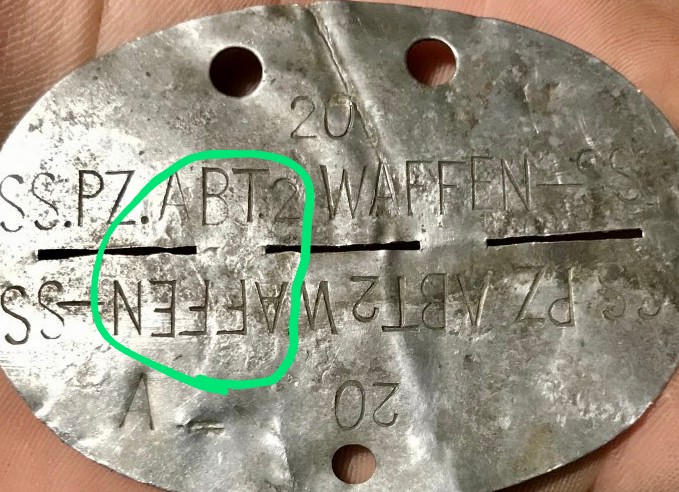 20
SS.PZ.ABT.2 WAFFEN-SS.
SS.PZ ABT2 WAFFEN-SS
20
A